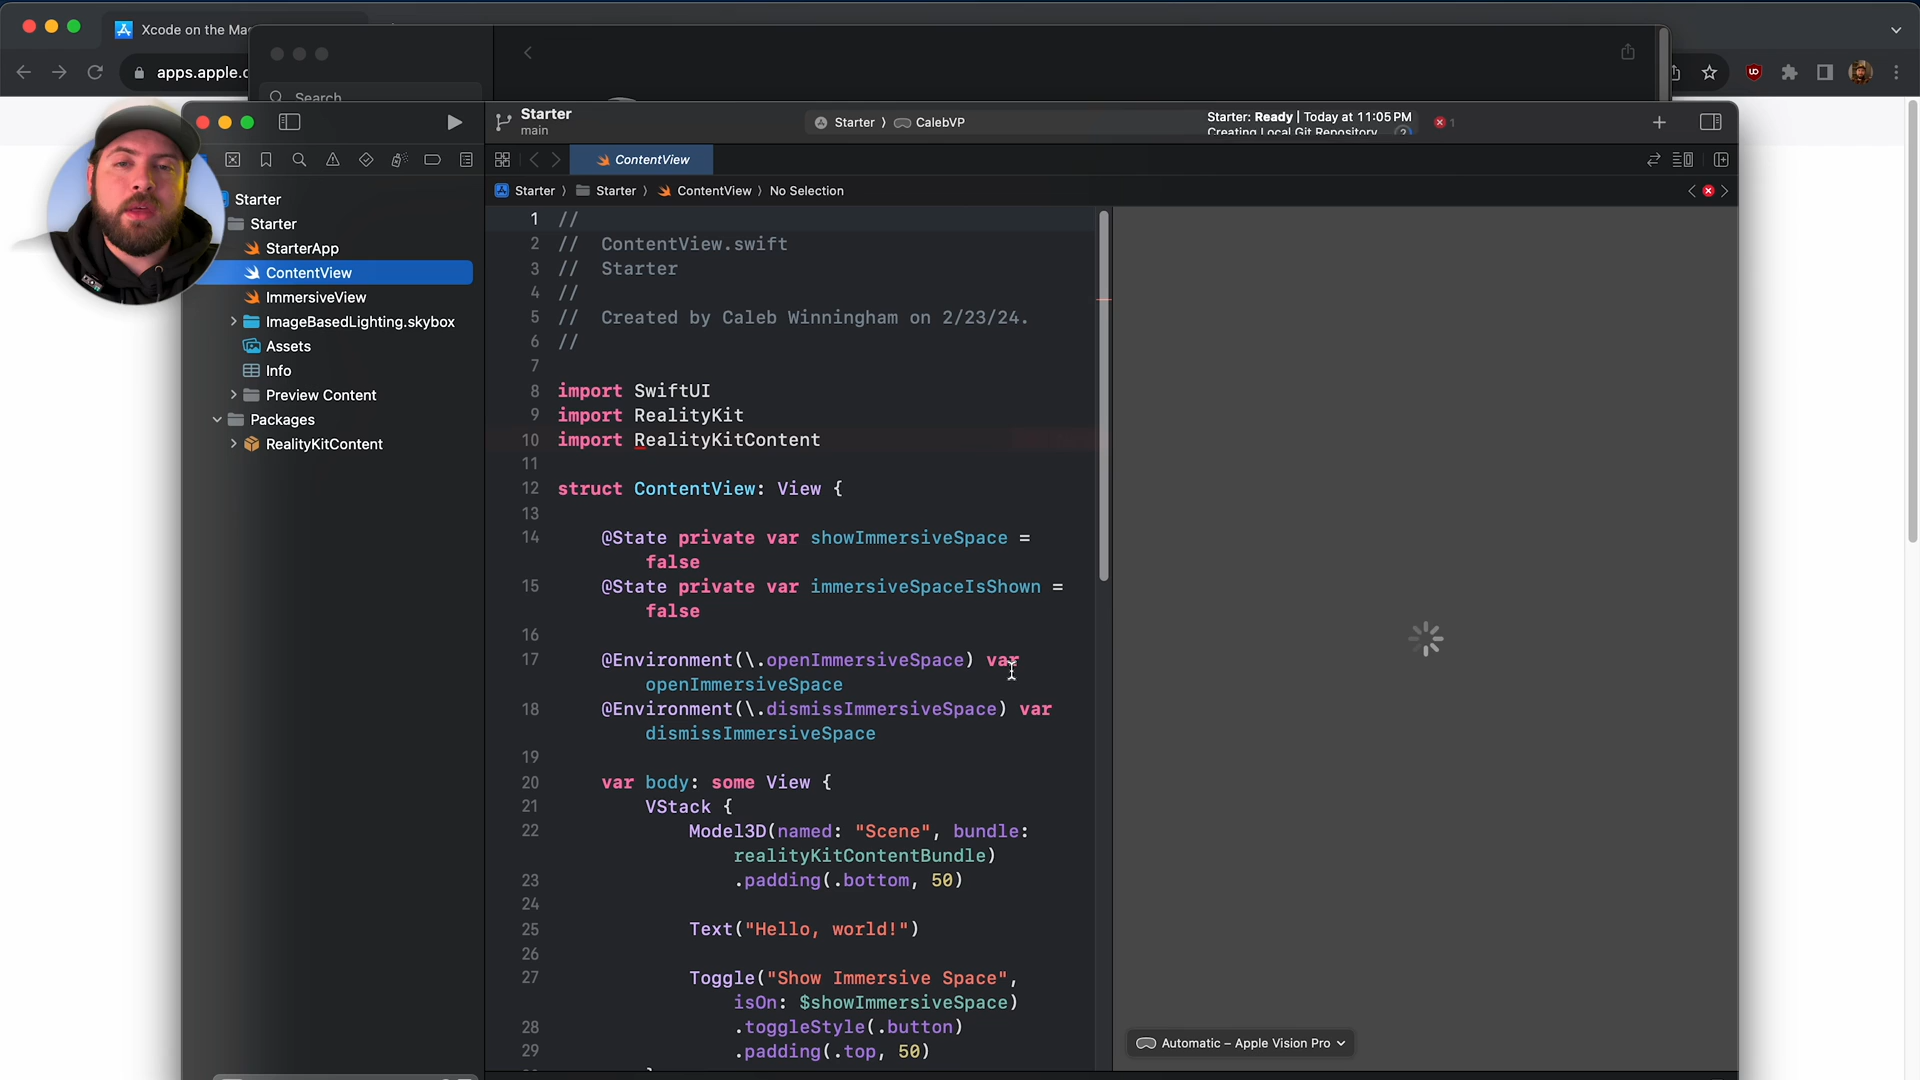 Xcode on the Ma
apps.apple.c
Search
Starter
main
Starter 〉 CalebVP
Starter: Ready | Today at 11:05 PM
Creating Local Git Repository 2
1
ContentView
Starter 〉 Starter 〉 ContentView 〉 No Selection
Starter
Starter
StarterApp
ContentView
ImmersiveView
ImageBasedLighting.skybox
Assets
Info
Preview Content
Packages
RealityKitContent
1 //
2 //  ContentView.swift
3 //  Starter
4 //
5 //  Created by Caleb Winningham on 2/23/24.
6 //
7
8 import SwiftUI
9 import RealityKit
10 import RealityKitContent
11
12 struct ContentView: View {
13
14 @State private var showImmersiveSpace =
false
15 @State private var immersiveSpaceIsShown =
false
16
17 @Environment(\.openImmersiveSpace) var
openImmersiveSpace
18 @Environment(\.dismissImmersiveSpace) var
dismissImmersiveSpace
19
20 var body: some View {
21 VStack {
22 Model3D(named: "Scene", bundle:
realityKitContentBundle)
23 .padding(.bottom, 50)
24
25 Text("Hello, world!")
26
27 Toggle("Show Immersive Space",
isOn: $showImmersiveSpace)
28 .toggleStyle(.button)
29 .padding(.top, 50)
Automatic – Apple Vision Pro